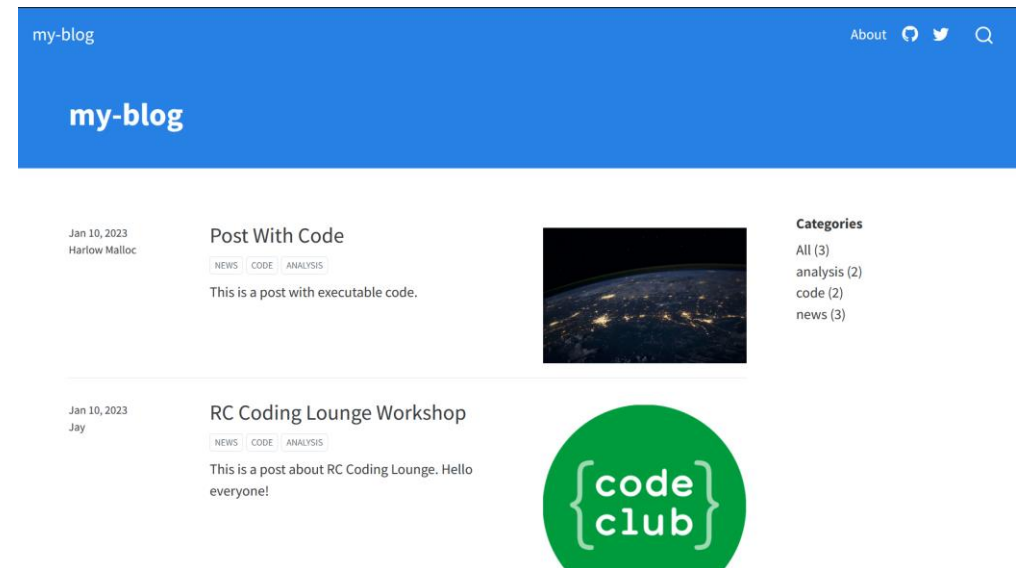 my-blog
About
my-blog
Jan 10, 2023
Harlow Malloc
Post With Code
NEWS CODE ANALYSIS
This is a post with executable code.
Categories
All (3)
analysis (2)
code (2)
news (3)
Jan 10, 2023
Jay
RC Coding Lounge Workshop
NEWS CODE ANALYSIS
This is a post about RC Coding Lounge. Hello
everyone!
{code
club}